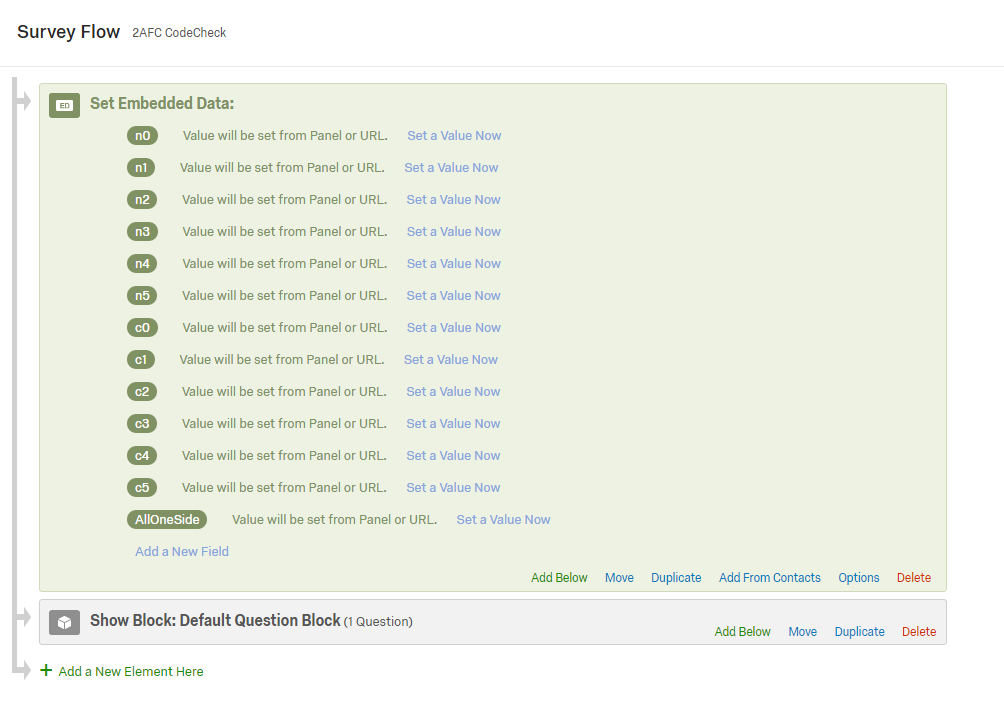 Survey Flow 2AFC CodeCheck
ED Set Embedded Data:
n0 Value will be set from Panel or URL. Set a Value Now
n1 Value will be set from Panel or URL. Set a Value Now
n2 Value will be set from Panel or URL. Set a Value Now
n3 Value will be set from Panel or URL. Set a Value Now
n4 Value will be set from Panel or URL. Set a Value Now
n5 Value will be set from Panel or URL. Set a Value Now
c0 Value will be set from Panel or URL. Set a Value Now
c1 Value will be set from Panel or URL. Set a Value Now
c2 Value will be set from Panel or URL. Set a Value Now
c3 Value will be set from Panel or URL. Set a Value Now
c4 Value will be set from Panel or URL. Set a Value Now
c5 Value will be set from Panel or URL. Set a Value Now
AllOneSide Value will be set from Panel or URL. Set a Value Now
Add a New Field
Add Below Move Duplicate Add From Contacts Options Delete
Show Block: Default Question Block (1 Question)
Add Below Move Duplicate Delete
+ Add a New Element Here